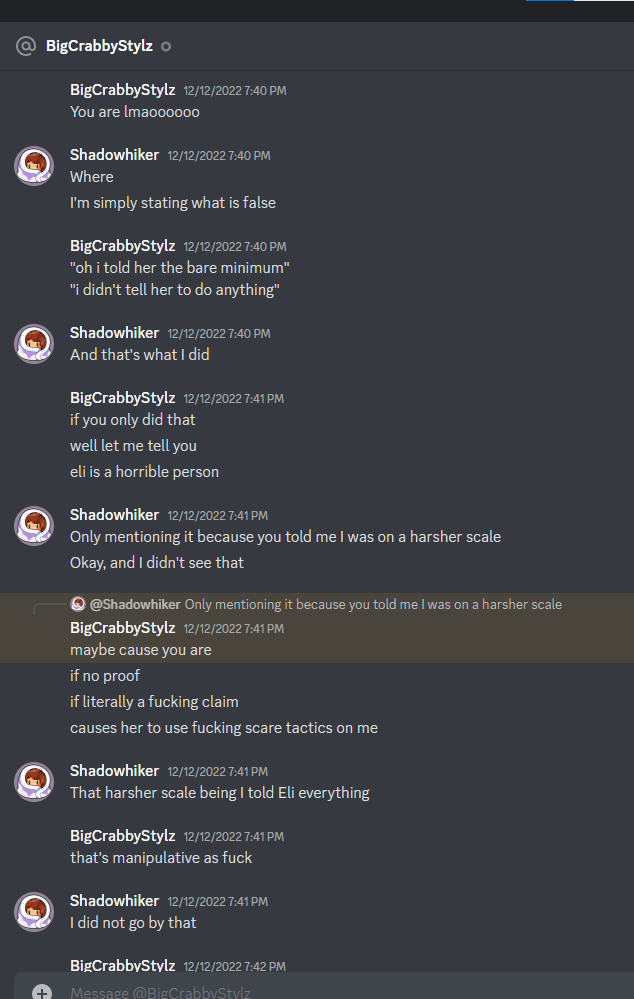 @ BigCrabbyStylz
BigCrabbyStylz 12/12/2022 7:40 PM
You are lmaoooooo
Shadowhiker 12/12/2022 7:40 PM
Where
I'm simply stating what is false
BigCrabbyStylz 12/12/2022 7:40 PM
"oh i told her the bare minimum"
"i didn't tell her to do anything"
Shadowhiker 12/12/2022 7:40 PM
And that's what I did
BigCrabbyStylz 12/12/2022 7:41 PM
if you only did that
well let me tell you
eli is a horrible person
Shadowhiker 12/12/2022 7:41 PM
Only mentioning it because you told me I was on a harsher scale
Okay, and I didn't see that
@Shadowhiker Only mentioning it because you told me I was on a harsher scale
BigCrabbyStylz 12/12/2022 7:41 PM
maybe cause you are
if no proof
if literally a fucking claim
causes her to use fucking scare tactics on me
Shadowhiker 12/12/2022 7:41 PM
That harsher scale being I told Eli everything
BigCrabbyStylz 12/12/2022 7:41 PM
that's manipulative as fuck
Shadowhiker 12/12/2022 7:41 PM
I did not go by that
BigCrabbyStylz 12/12/2022 7:42 PM
Message @BigCrabbyStylz